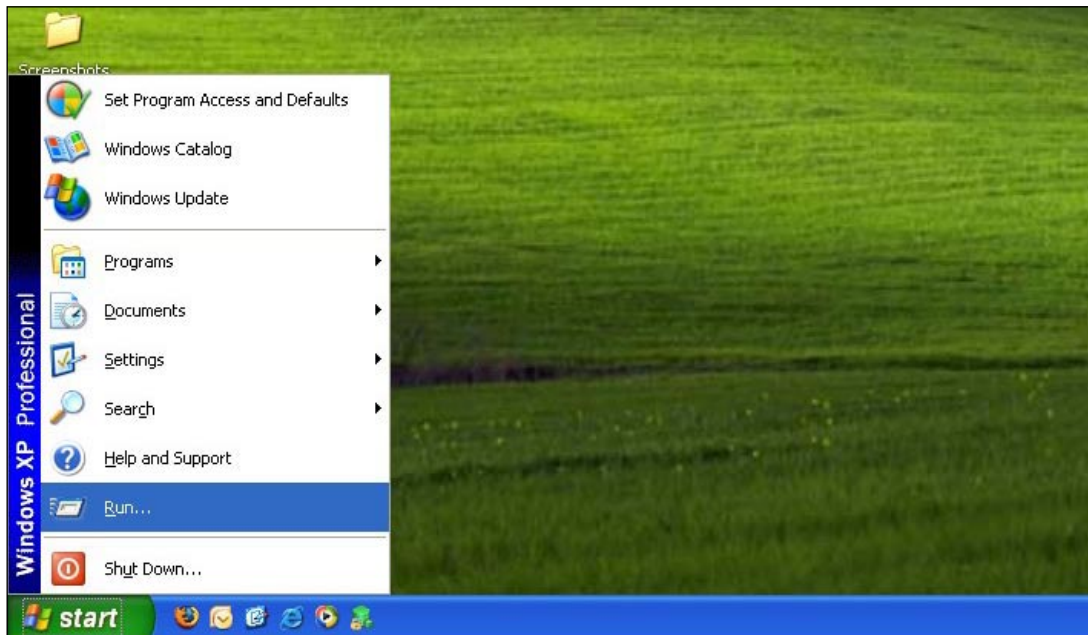 Screenshots
Set Program Access and Defaults
Windows Catalog
Windows Update
Programs
Documents
Settings
Search
Help and Support
Run...
Shut Down...
Windows XP Professional
start